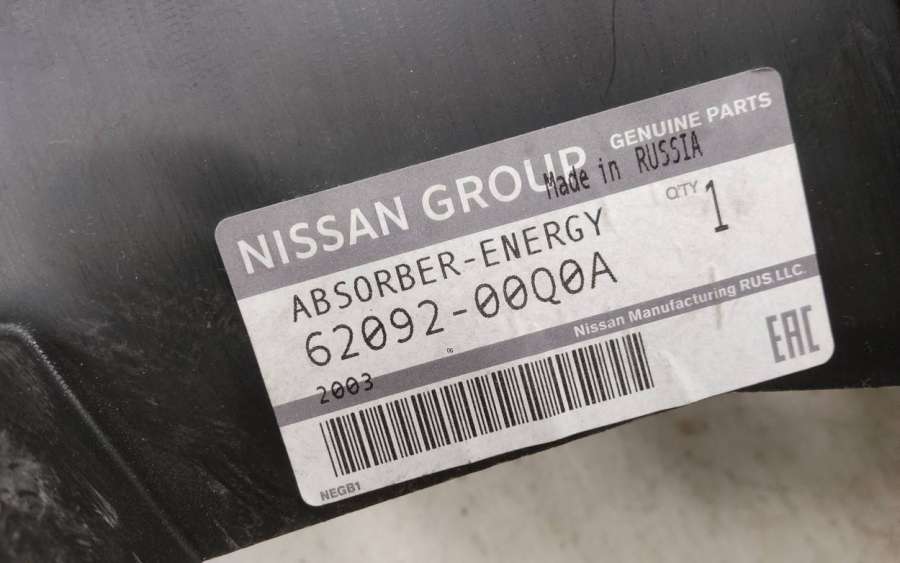 NISSAN GROUP GENUINE PARTS
Made in RUSSIA
ABSORBER-ENERGY
QTY 1
62092-00Q0A
Nissan Manufacturing RUS. LLC.
2003
EAC
NEGB1